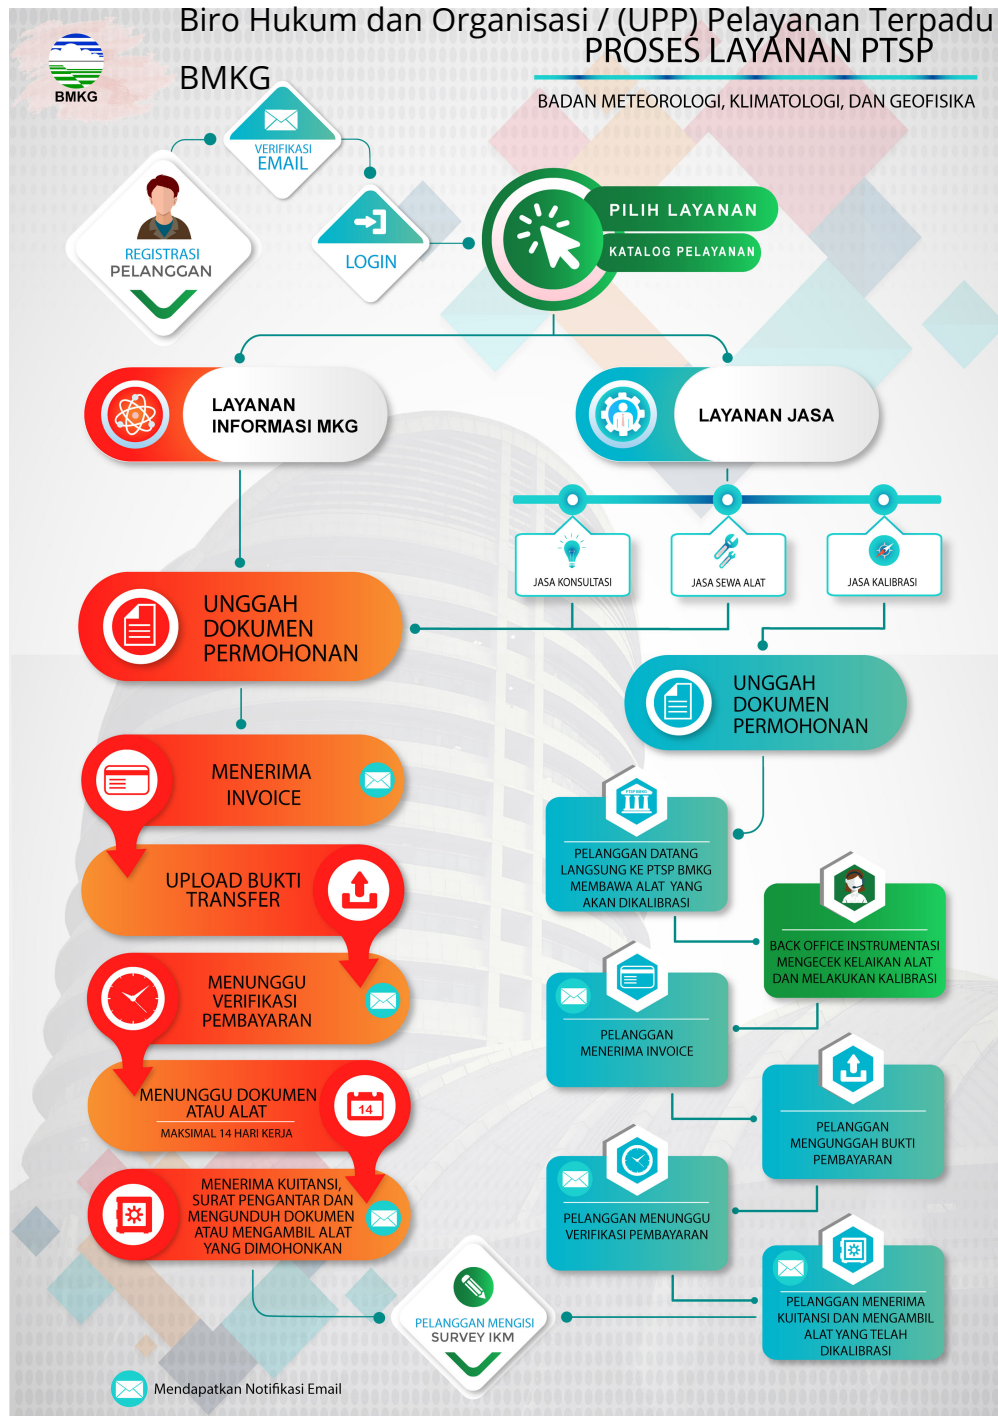 Biro Hukum dan Organisasi / (UPP) Pelayanan Terpadu
BMKG
PROSES LAYANAN PTSP
BADAN METEOROLOGI, KLIMATOLOGI, DAN GEOFISIKA
BMKG
VERIFIKASI
EMAIL
REGISTRASI
PELANGGAN
LOGIN
PILIH LAYANAN
KATALOG PELAYANAN
LAYANAN
INFORMASI MKG
LAYANAN JASA
JASA KONSULTASI
JASA SEWA ALAT
JASA KALIBRASI
UNGGAH
DOKUMEN
PERMOHONAN
MENERIMA
INVOICE
UPLOAD BUKTI
TRANSFER
MENUNGGU
VERIFIKASI
PEMBAYARAN
MENUNGGU DOKUMEN
ATAU ALAT
MAKSIMAL 14 HARI KERJA
14
MENERIMA KUITANSI,
SURAT PENGANTAR DAN
MENGUNDUH DOKUMEN
ATAU MENGAMBIL ALAT
YANG DIMOHONKAN
UNGGAH
DOKUMEN
PERMOHONAN
PTSP BMKG
PELANGGAN DATANG
LANGSUNG KE PTSP BMKG
MEMBAWA ALAT YANG
AKAN DIKALIBRASI
BACK OFFICE INSTRUMENTASI
MENGECEK KELAIKAN ALAT
DAN MELAKUKAN KALIBRASI
PELANGGAN
MENERIMA INVOICE
PELANGGAN
MENGUNGGAH BUKTI
PEMBAYARAN
PELANGGAN MENUNGGU
VERIFIKASI PEMBAYARAN
PELANGGAN MENERIMA
KUITANSI DAN MENGAMBIL
ALAT YANG TELAH
DIKALIBRASI
PELANGGAN MENGISI
SURVEY IKM
Mendapatkan Notifikasi Email